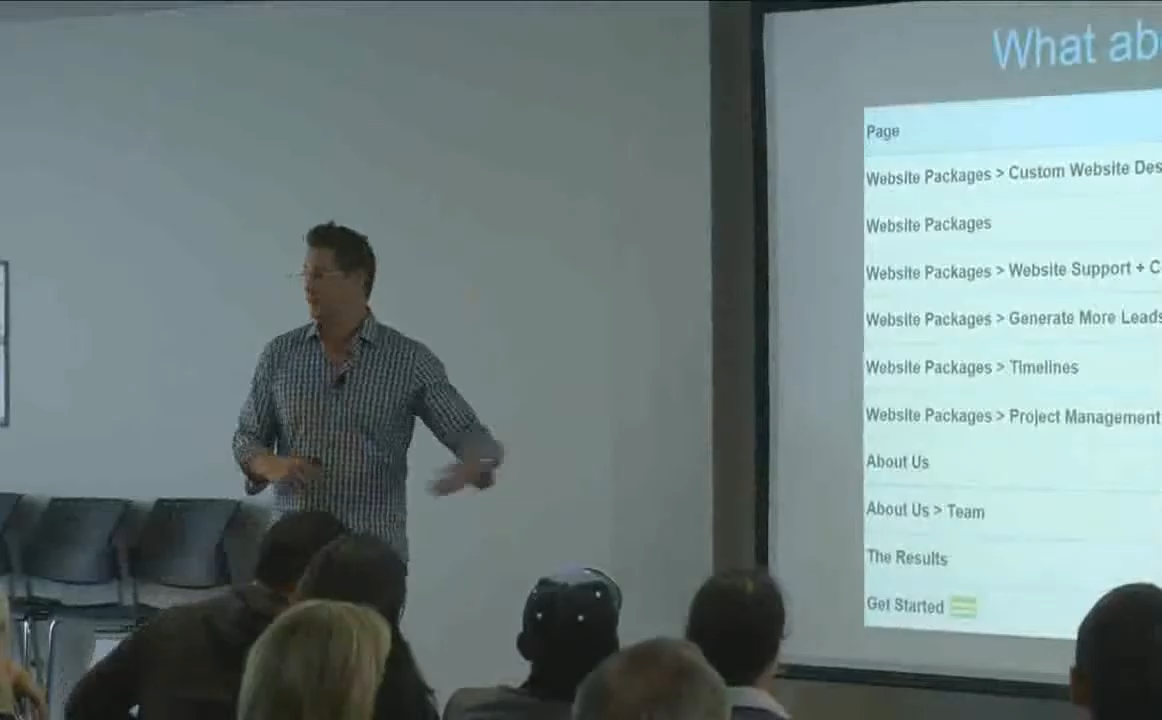 What ab
Page
Website Packages > Custom Website Des
Website Packages
Website Packages > Website Support + C
Website Packages > Generate More Leads
Website Packages > Timelines
Website Packages > Project Management
About Us
About Us > Team
The Results
Get Started